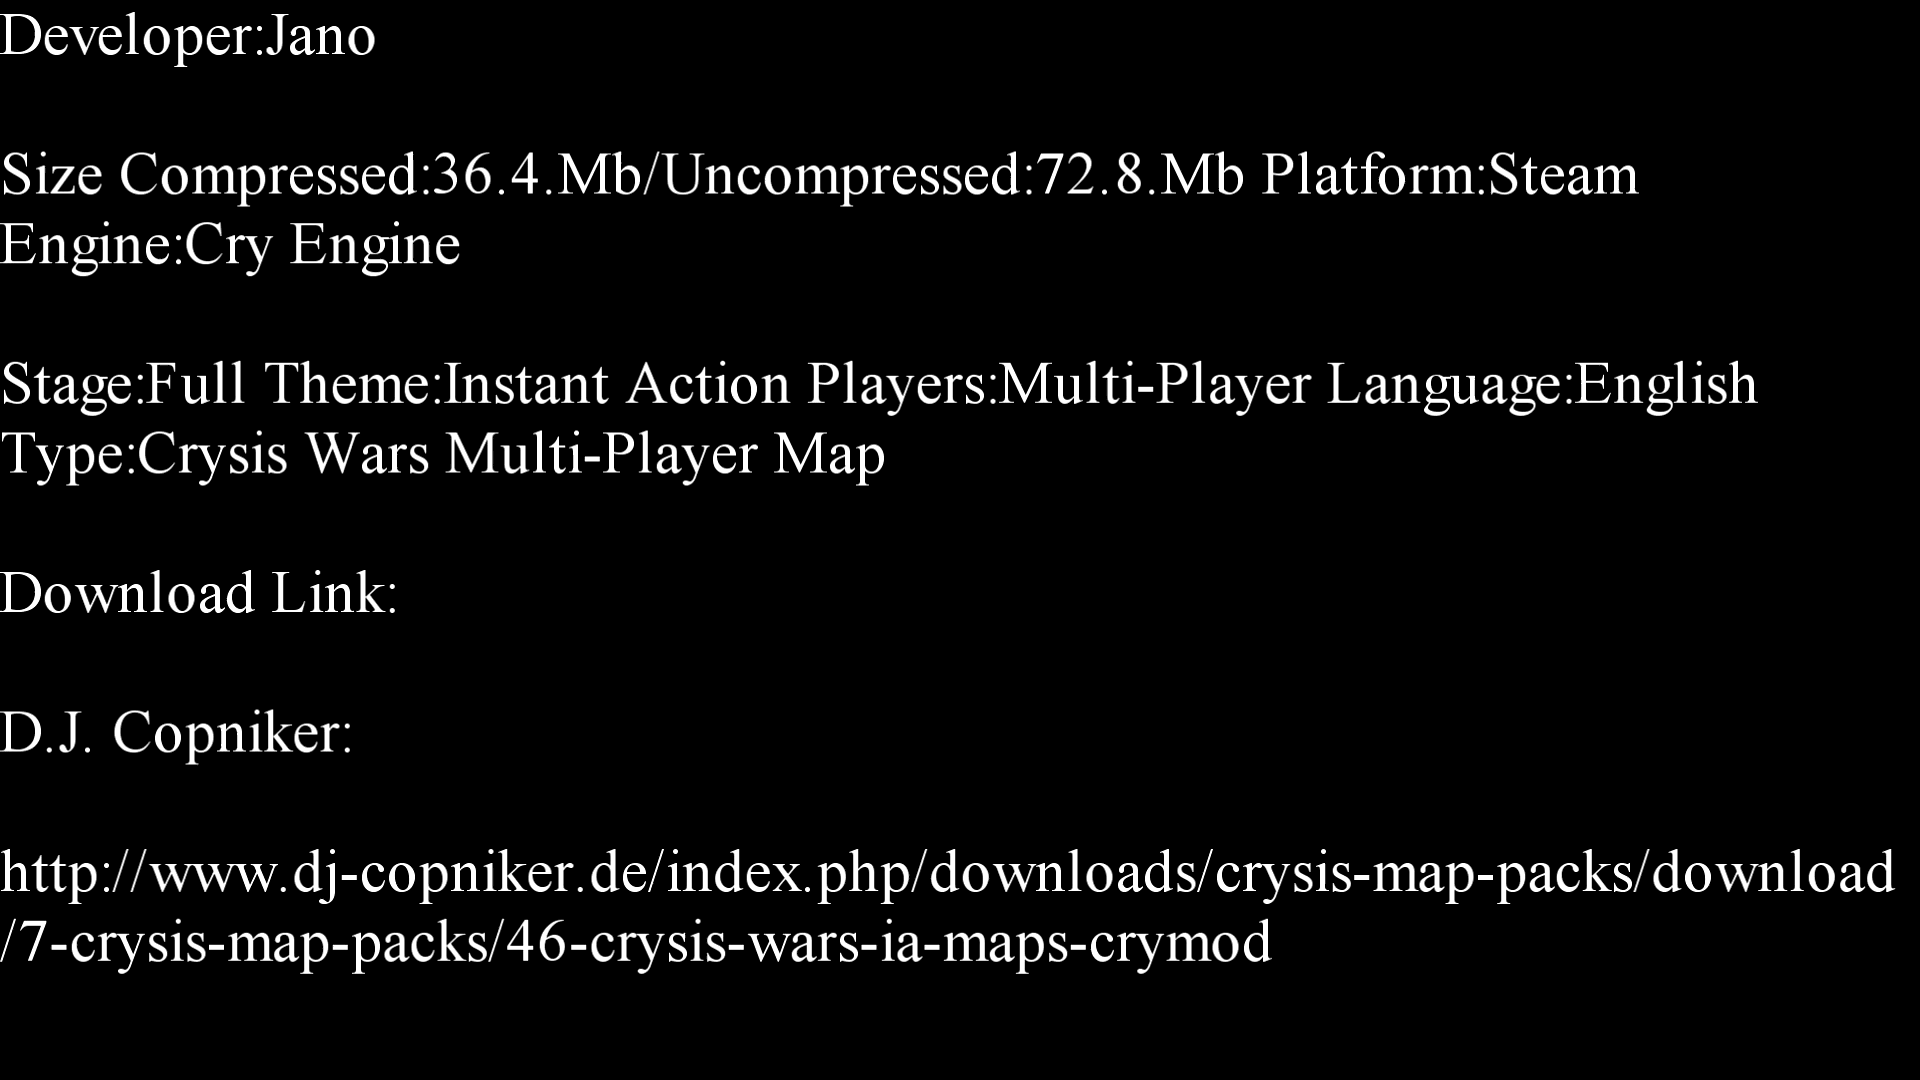 Developer:Jano
Size Compressed:36.4.Mb/Uncompressed:72.8.Mb Platform:Steam
Engine:Cry Engine
Stage:Full Theme:Instant Action Players:Multi-Player Language:English
Type:Crysis Wars Multi-Player Map
Download Link:
D.J. Copniker:
http://www.dj-copniker.de/index.php/downloads/crysis-map-packs/download
/7-crysis-map-packs/46-crysis-wars-ia-maps-crymod